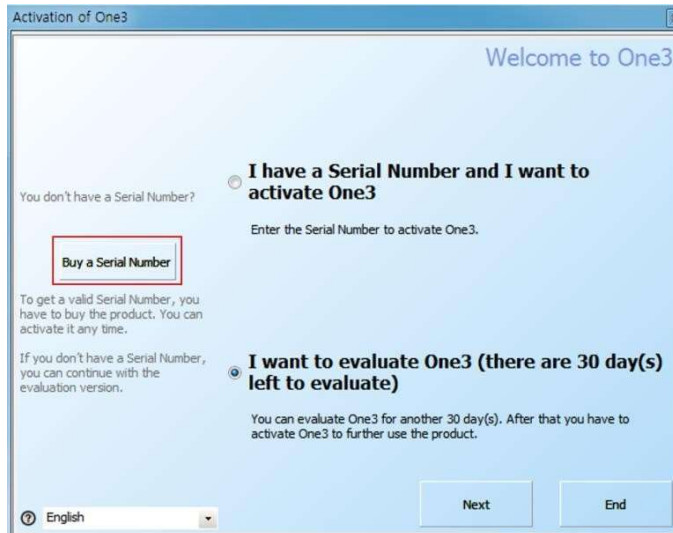 Activation of One3
Welcome to One3
You don't have a Serial Number?
Buy a Serial Number
To get a valid Serial Number, you
have to buy the product. You can
activate it any time.
If you don't have a Serial Number,
you can continue with the
evaluation version.
I have a Serial Number and I want to
activate One3
Enter the Serial Number to activate One3.
I want to evaluate One3 (there are 30 day(s)
left to evaluate)
You can evaluate One3 for another 30 day(s). After that you have to
activate One3 to further use the product.
? English
Next
End